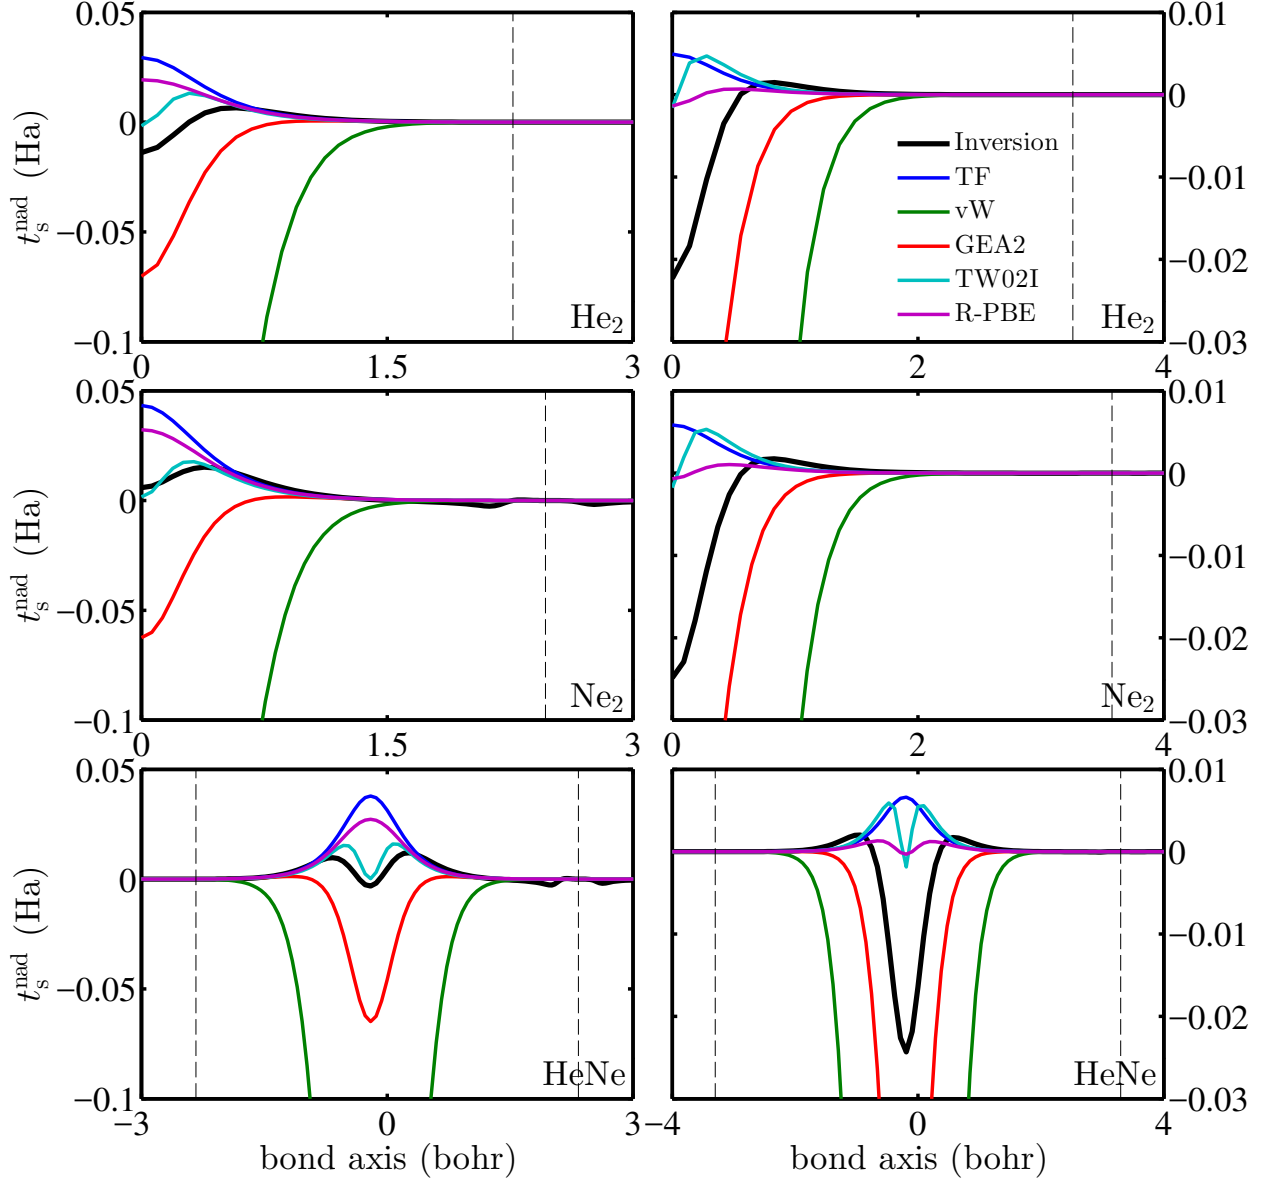 0.05
0
−0.05
−0.1
t_s^nad (Ha)
0 1.5 3
He₂
0.01
0
−0.01
−0.02
−0.03
0 2 4
Inversion
TF
vW
GEA2
TW02I
R-PBE
He₂
0.05
0
−0.05
−0.1
t_s^nad (Ha)
0 1.5 3
Ne₂
0.01
0
−0.01
−0.02
−0.03
0 2 4
Ne₂
0.05
0
−0.05
−0.1
t_s^nad (Ha)
−3 0 3
HeNe
bond axis (bohr)
0.01
0
−0.01
−0.02
−0.03
−4 0 4
HeNe
bond axis (bohr)